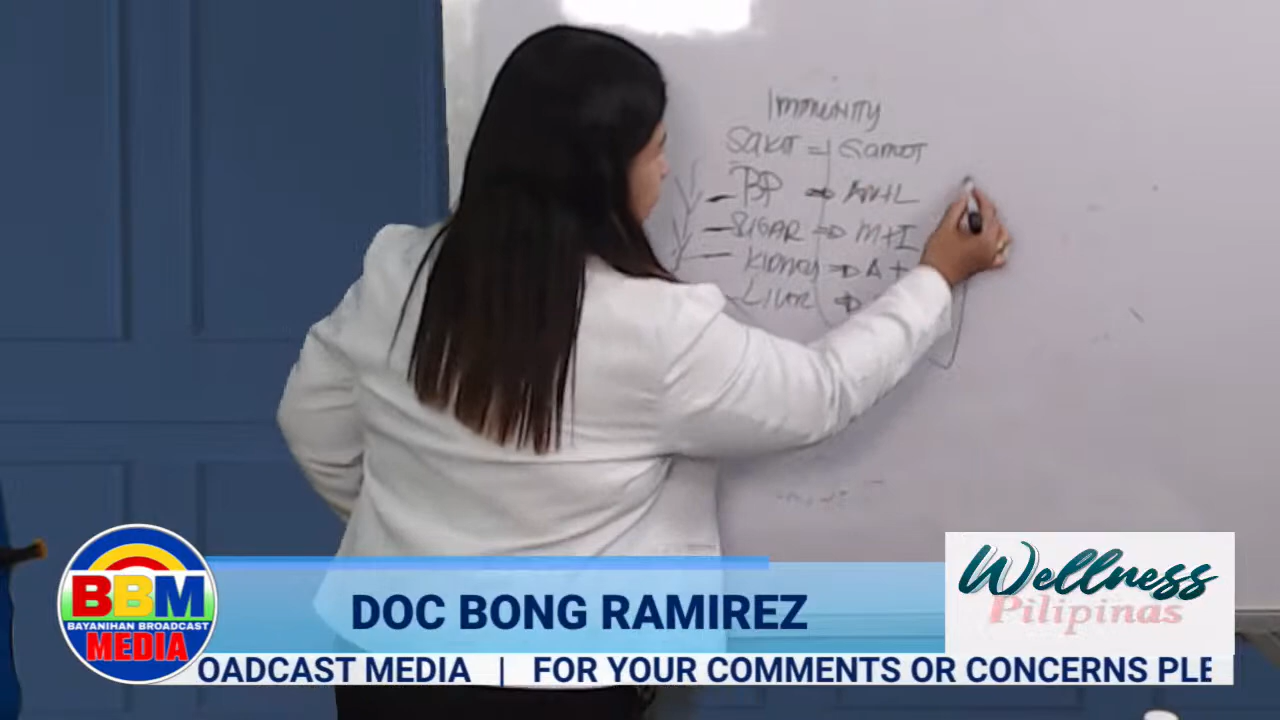 IMMUNITY
SAKIT = GAMOT
BP
SUGAR M+I
KIDNEY A +
LIVER
BBM
BAYANIHAN BROADCAST
MEDIA
DOC BONG RAMIREZ
Wellness
Pilipinas
OADCAST MEDIA | FOR YOUR COMMENTS OR CONCERNS PLE